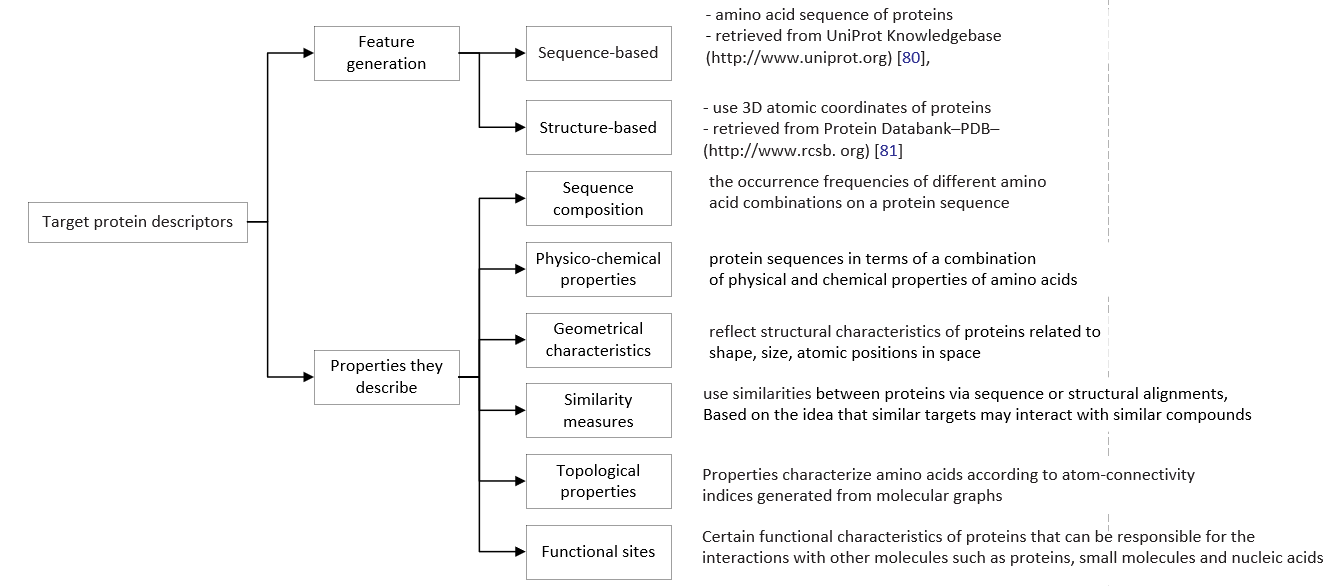 Target protein descriptors
Feature
generation
Sequence-based
- amino acid sequence of proteins
- retrieved from UniProt Knowledgebase
(http://www.uniprot.org) [80],
Structure-based
- use 3D atomic coordinates of proteins
- retrieved from Protein Databank–PDB–
(http://www.rcsb. org) [81]
Properties they
describe
Sequence
composition
the occurrence frequencies of different amino
acid combinations on a protein sequence
Physico-chemical
properties
protein sequences in terms of a combination
of physical and chemical properties of amino acids
Geometrical
characteristics
reflect structural characteristics of proteins related to
shape, size, atomic positions in space
Similarity
measures
use similarities between proteins via sequence or structural alignments,
Based on the idea that similar targets may interact with similar compounds
Topological
properties
Properties characterize amino acids according to atom-connectivity
indices generated from molecular graphs
Functional sites
Certain functional characteristics of proteins that can be responsible for the
interactions with other molecules such as proteins, small molecules and nucleic acids